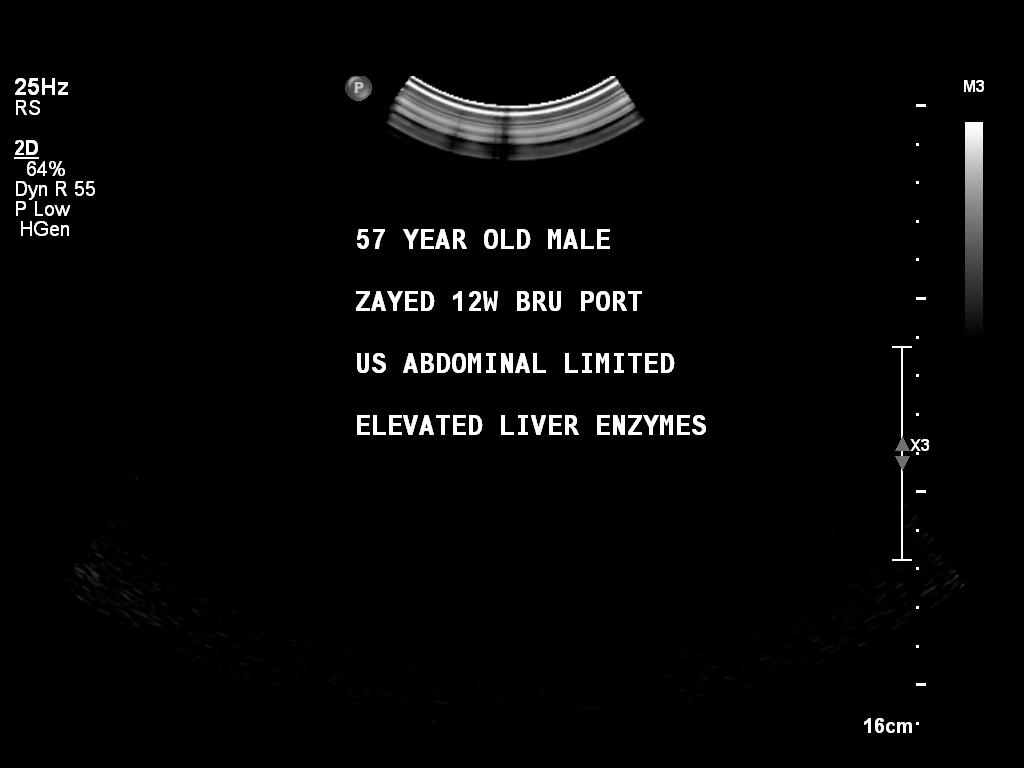 25Hz
RS
2D
64%
Dyn R 55
P Low
HGen
P
M3
57 YEAR OLD MALE
ZAYED 12W BRU PORT
US ABDOMINAL LIMITED
ELEVATED LIVER ENZYMES
X3
16cm